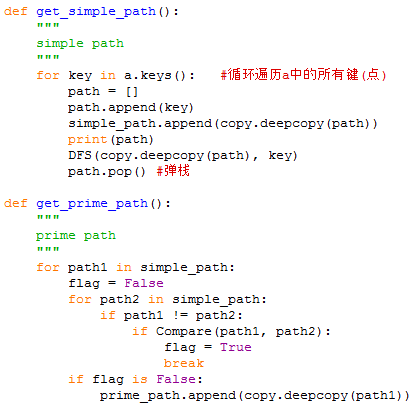 def get_simple_path():
    """
    simple path
    """
    for key in a.keys():   #循环遍历a中的所有键(点)
        path = []
        path.append(key)
        simple_path.append(copy.deepcopy(path))
        print(path)
        DFS(copy.deepcopy(path), key)
        path.pop() #弹栈

def get_prime_path():
    """
    prime path
    """
    for path1 in simple_path:
        flag = False
        for path2 in simple_path:
            if path1 != path2:
                if Compare(path1, path2):
                    flag = True
                    break
        if flag is False:
            prime_path.append(copy.deepcopy(path1))